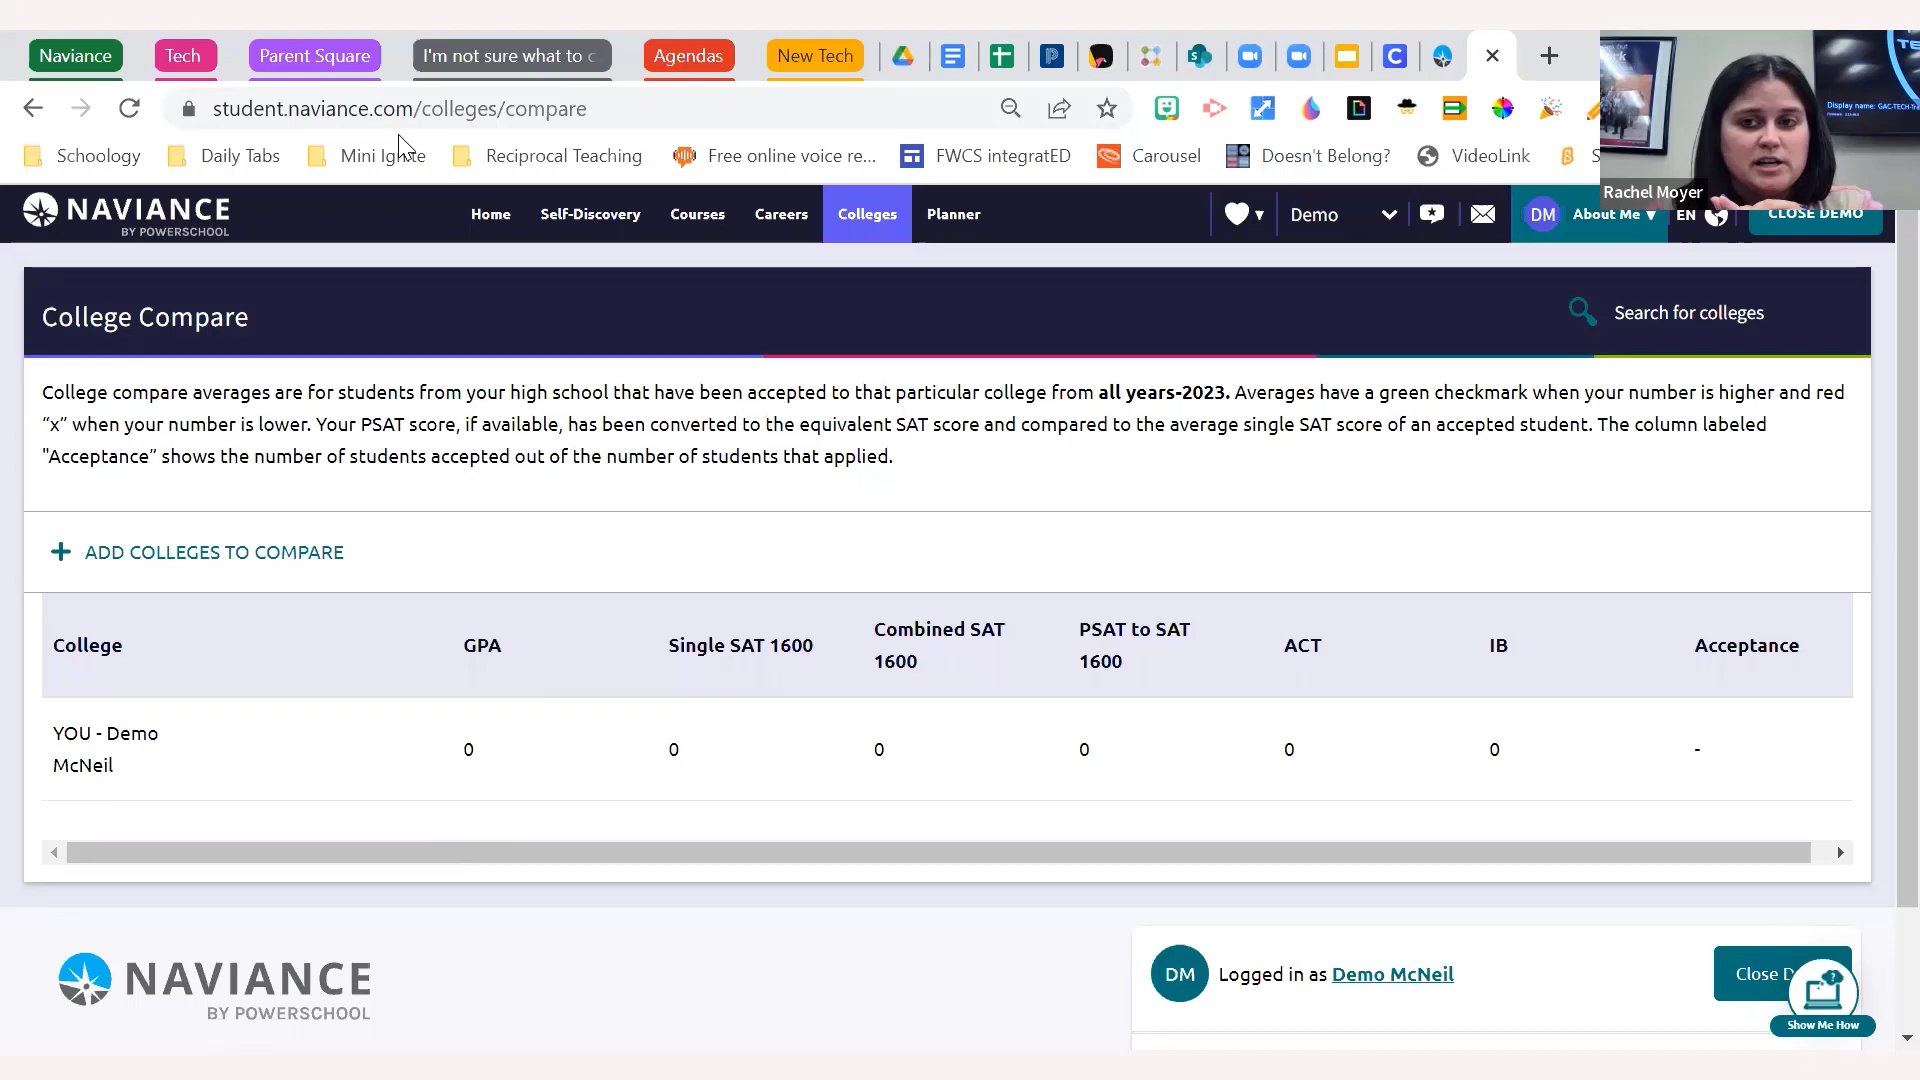 Naviance
Tech
Parent Square
I'm not sure what to c
Agendas
New Tech
student.naviance.com/colleges/compare
Schoology
Daily Tabs
Mini Ignite
Reciprocal Teaching
Free online voice re...
FWCS integratED
Carousel
Doesn't Belong?
VideoLink
S
Display name: GAC-TECH-Tra
Rachel Moyer
NAVIANCE
BY POWERSCHOOL
Home
Self-Discovery
Courses
Careers
Colleges
Planner
Demo
DM
About Me
EN
CLOSE DEMO
College Compare
Search for colleges
College compare averages are for students from your high school that have been accepted to that particular college from all years-2023. Averages have a green checkmark when your number is higher and red
“x” when your number is lower. Your PSAT score, if available, has been converted to the equivalent SAT score and compared to the average single SAT score of an accepted student. The column labeled
"Acceptance” shows the number of students accepted out of the number of students that applied.
+ ADD COLLEGES TO COMPARE
College GPA Single SAT 1600 Combined SAT 1600 PSAT to SAT 1600 ACT IB Acceptance
YOU - Demo
McNeil
0 0 0 0 0 0 -
NAVIANCE
BY POWERSCHOOL
DM
Logged in as Demo McNeil
Close D
Show Me How